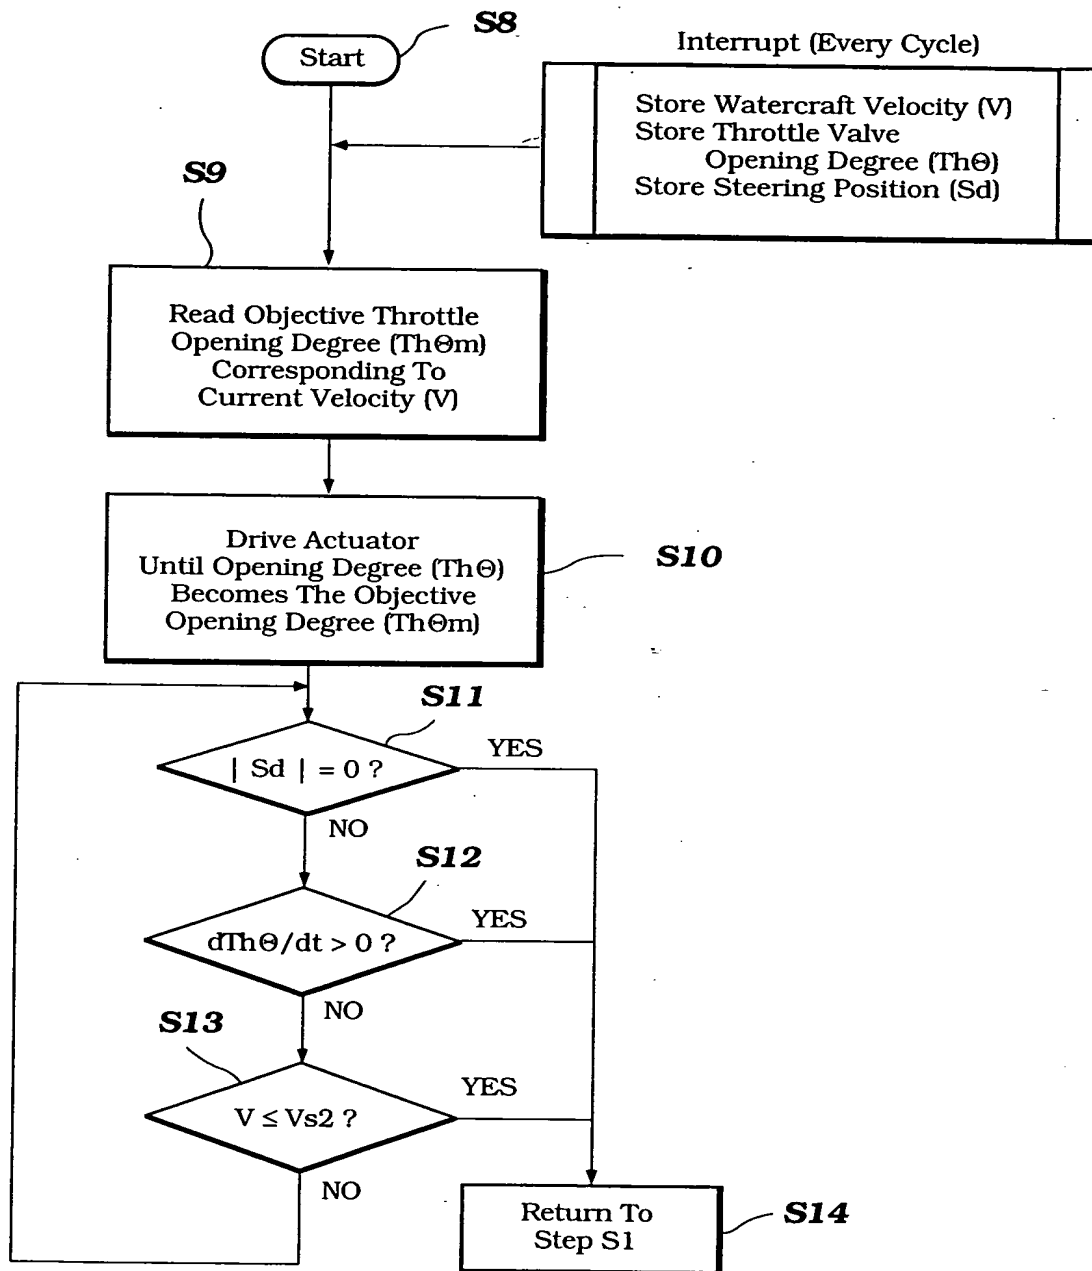 S8
Start
Interrupt (Every Cycle)
Store Watercraft Velocity (V)
Store Throttle Valve
Opening Degree (ThΘ)
Store Steering Position (Sd)
S9
Read Objective Throttle
Opening Degree (ThΘm)
Corresponding To
Current Velocity (V)
Drive Actuator
Until Opening Degree (ThΘ)
Becomes The Objective
Opening Degree (ThΘm)
S10
S11
| Sd | = 0 ?
YES
NO
S12
dThΘ/dt > 0 ?
YES
NO
S13
V ≤ Vs2 ?
YES
NO
Return To
Step S1
S14